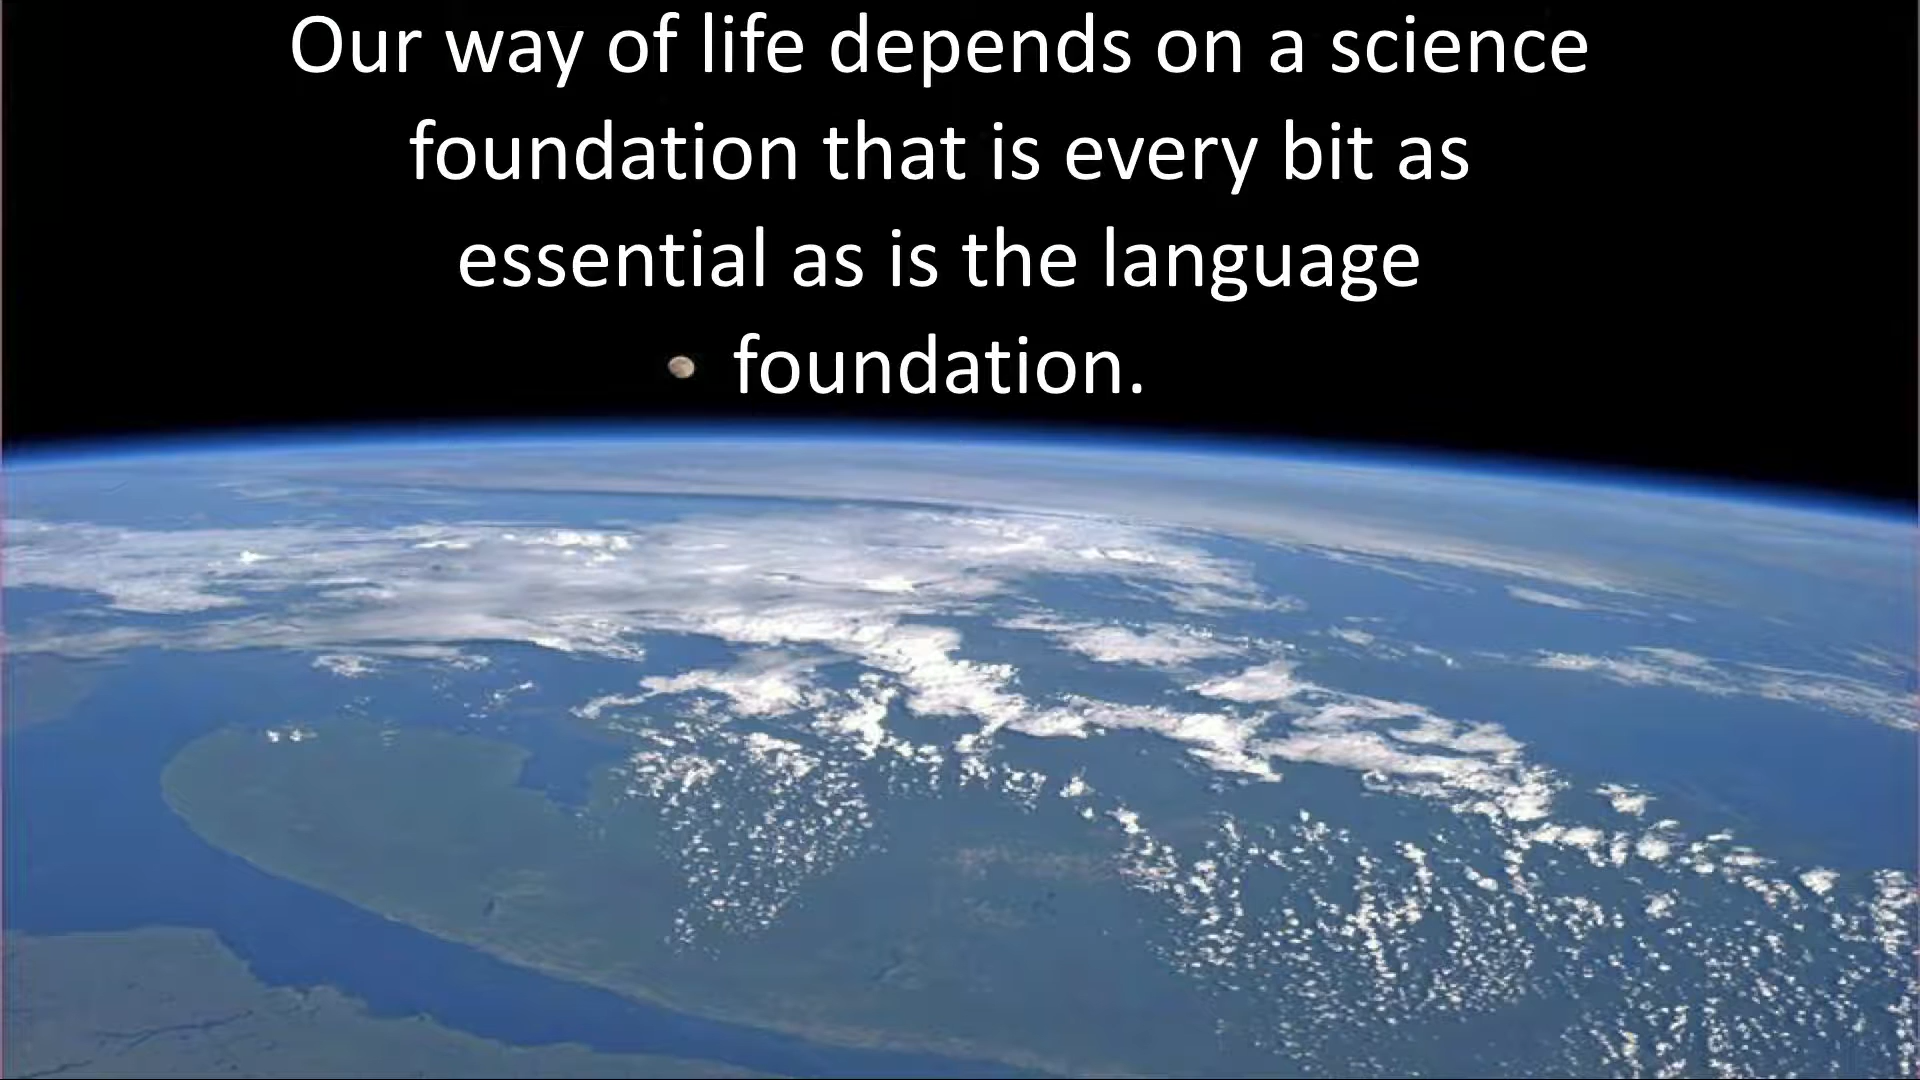 Our way of life depends on a science
foundation that is every bit as
essential as is the language
foundation.